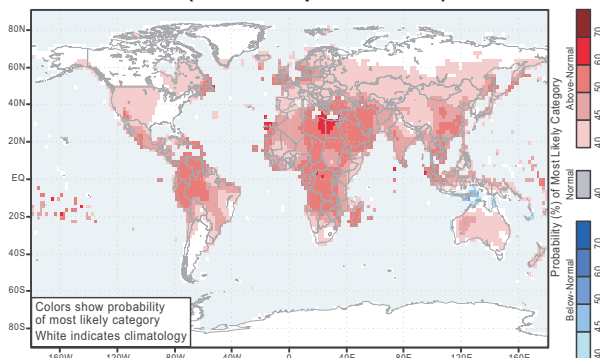 80N
60N
40N
20N
EQ
20S
40S
60S
80S
Colors show probability
of most likely category
White indicates climatology
160W
120W
80W
40W
0
40E
80E
120E
160E
Probability (%) of Most Likely Category
Above-Normal
70
60
50
45
40
Normal
40
Below-Normal
70
60
50
45
40